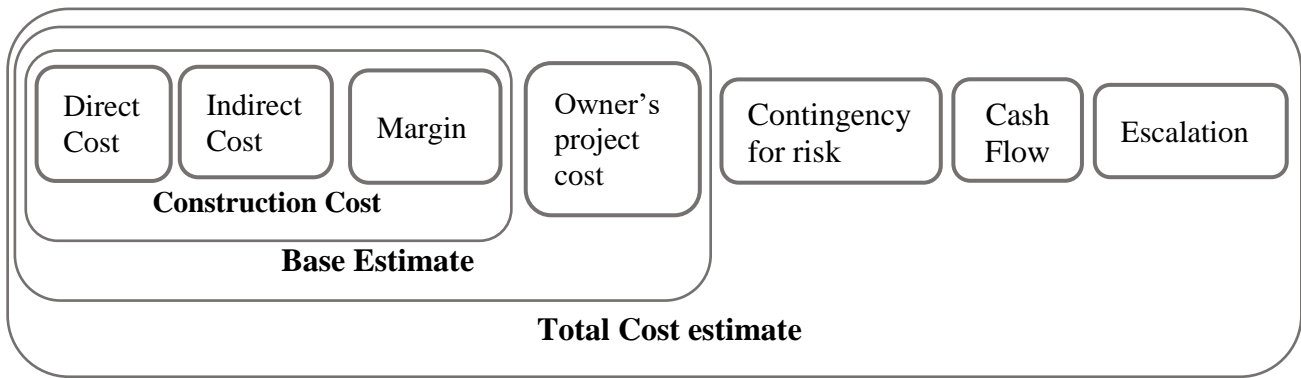 Direct
Cost
Indirect
Cost
Margin
Owner’s
project
cost
Contingency
for risk
Cash
Flow
Escalation
Construction Cost
Base Estimate
Total Cost estimate